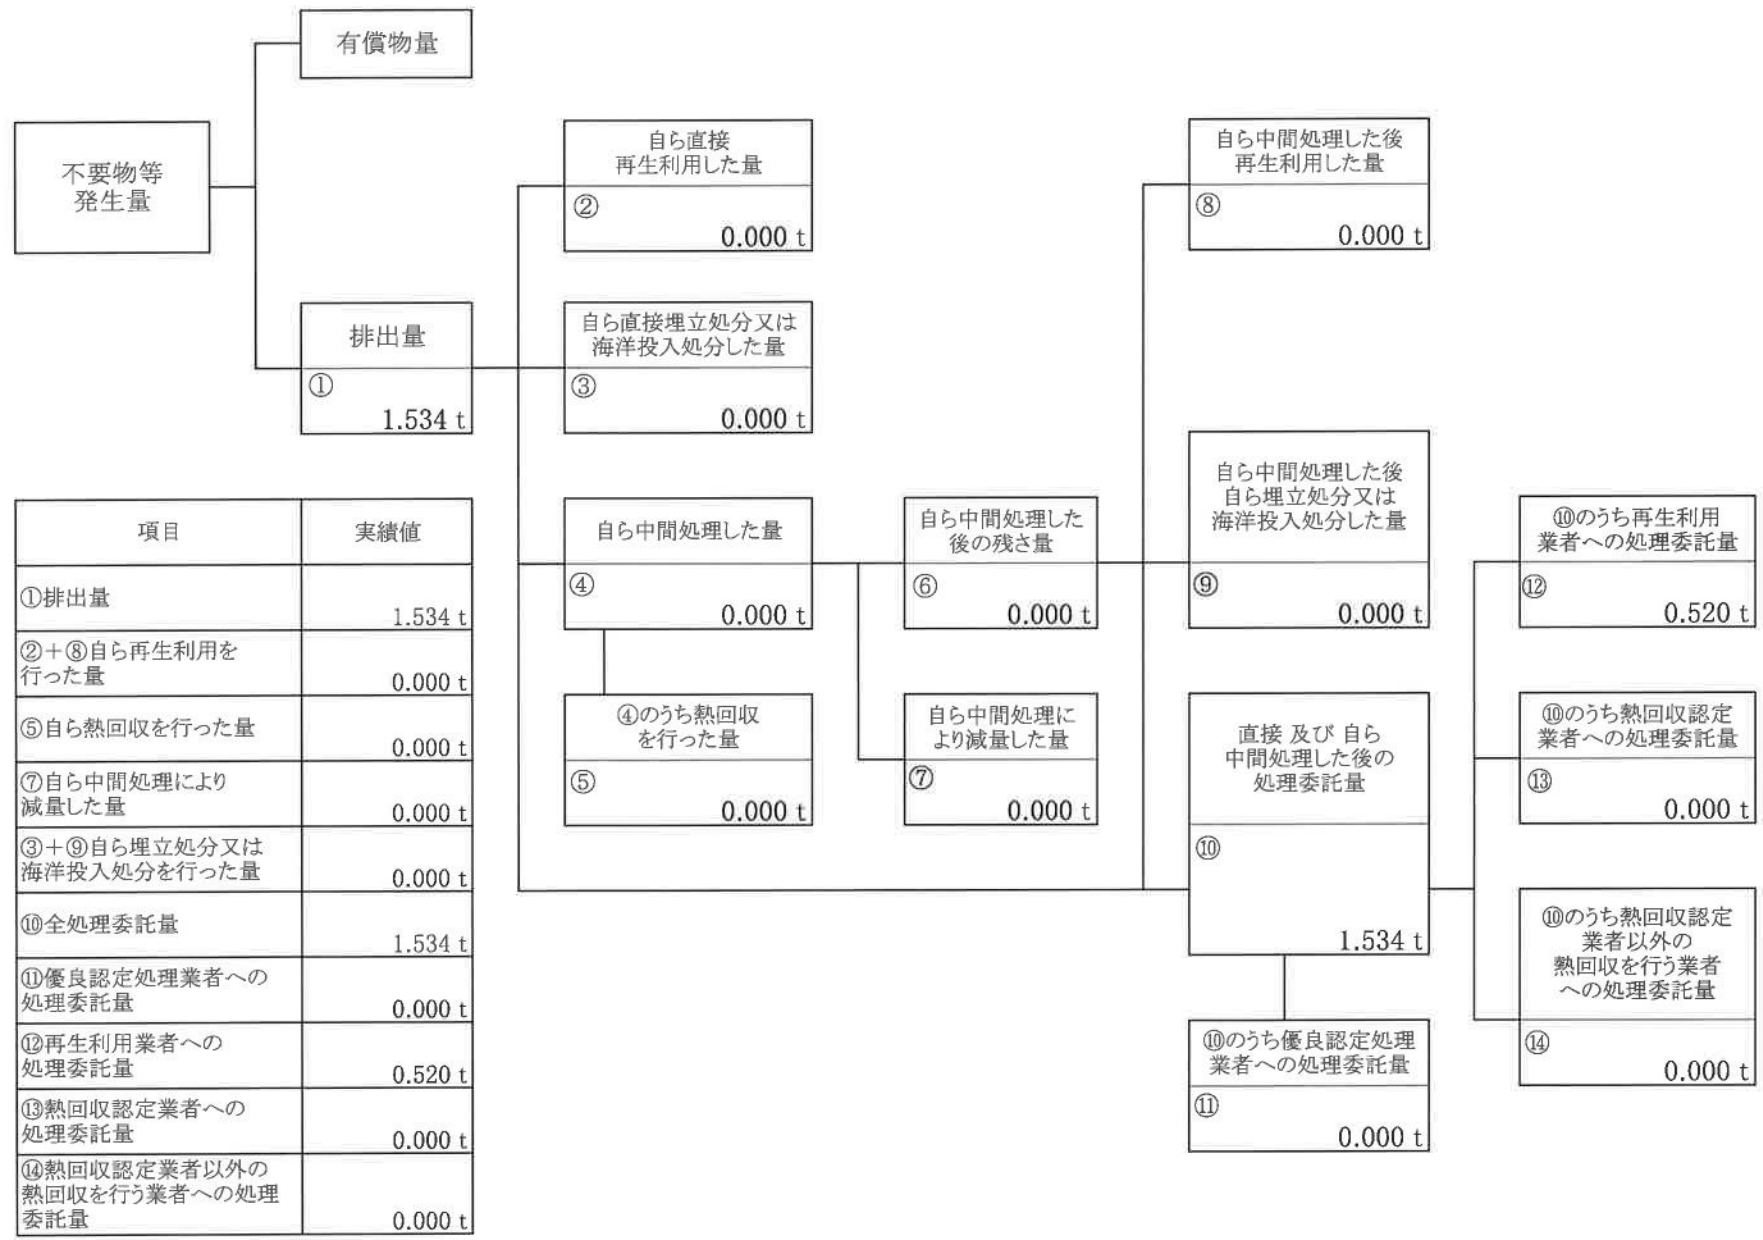 有償物量
不要物等
発生量
排出量
①
1.534 t
自ら直接
再生利用した量
②
0.000 t
自ら直接埋立処分又は
海洋投入処分した量
③
0.000 t
自ら中間処理した量
④
0.000 t
④のうち熱回収
を行った量
⑤
0.000 t
自ら中間処理した
後の残さ量
⑥
0.000 t
自ら中間処理に
より減量した量
⑦
0.000 t
自ら中間処理した後
再生利用した量
⑧
0.000 t
自ら中間処理した後
自ら埋立処分又は
海洋投入処分した量
⑨
0.000 t
直接 及び 自ら
中間処理した後の
処理委託量
⑩
1.534 t
⑩のうち優良認定処理
業者への処理委託量
⑪
0.000 t
⑩のうち再生利用
業者への処理委託量
⑫
0.520 t
⑩のうち熱回収認定
業者への処理委託量
⑬
0.000 t
⑩のうち熱回収認定
業者以外の
熱回収を行う業者
への処理委託量
⑭
0.000 t
項目 実績値
①排出量
1.534 t
②＋⑧自ら再生利用を
行った量
0.000 t
⑤自ら熱回収を行った量
0.000 t
⑦自ら中間処理により
減量した量
0.000 t
③＋⑨自ら埋立処分又は
海洋投入処分を行った量
0.000 t
⑩全処理委託量
1.534 t
⑪優良認定処理業者への
処理委託量
0.000 t
⑫再生利用業者への
処理委託量
0.520 t
⑬熱回収認定業者への
処理委託量
0.000 t
⑭熱回収認定業者以外の
熱回収を行う業者への処理
委託量
0.000 t